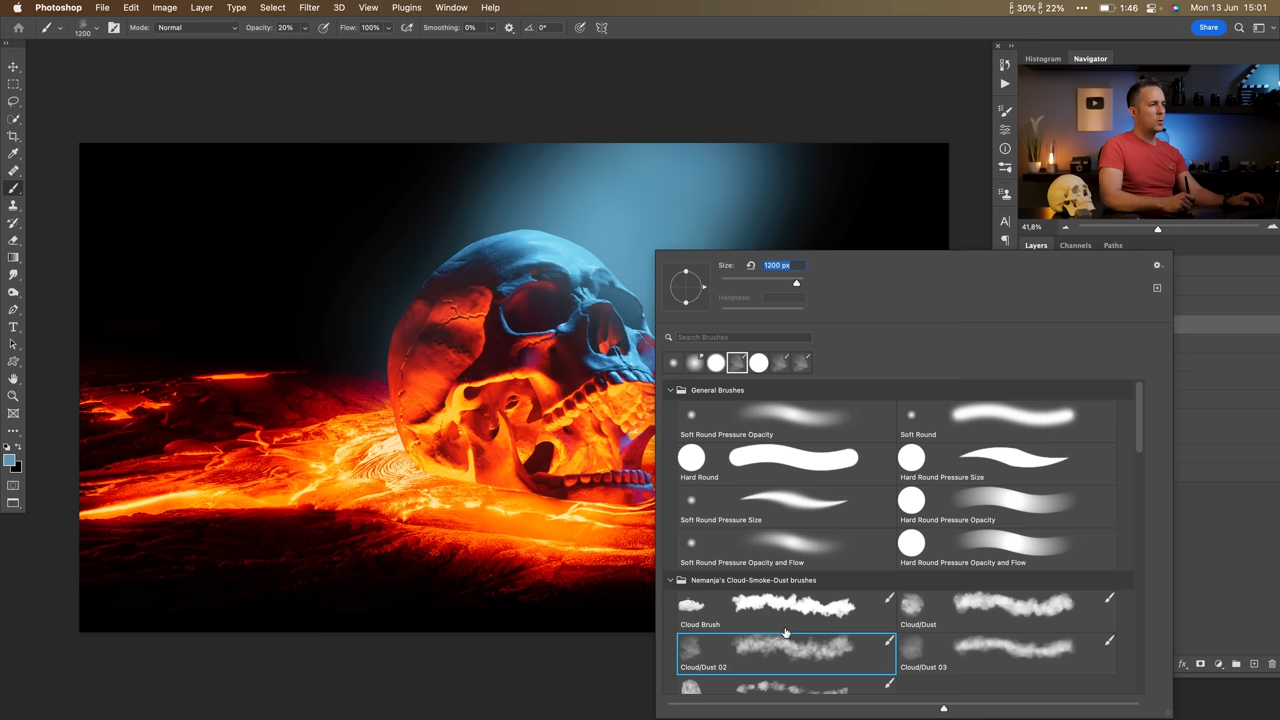 Photoshop File Edit Image Layer Type Select Filter 3D View Plugins Window Help 30% 22% 1:46 Mon 13 Jun 15:01
1200 Mode: Normal Opacity: 20% Flow: 100% Smoothing: 0% 0° Share
Histogram Navigator
41,8%
Layers Channels Paths
Size: 1200 px
Hardness:
Search Brushes
General Brushes
Soft Round Pressure Opacity Soft Round
Hard Round Hard Round Pressure Size
Soft Round Pressure Size Hard Round Pressure Opacity
Soft Round Pressure Opacity and Flow Hard Round Pressure Opacity and Flow
Nemanja's Cloud-Smoke-Dust brushes
Cloud Brush Cloud/Dust
Cloud/Dust 02 Cloud/Dust 03
fx